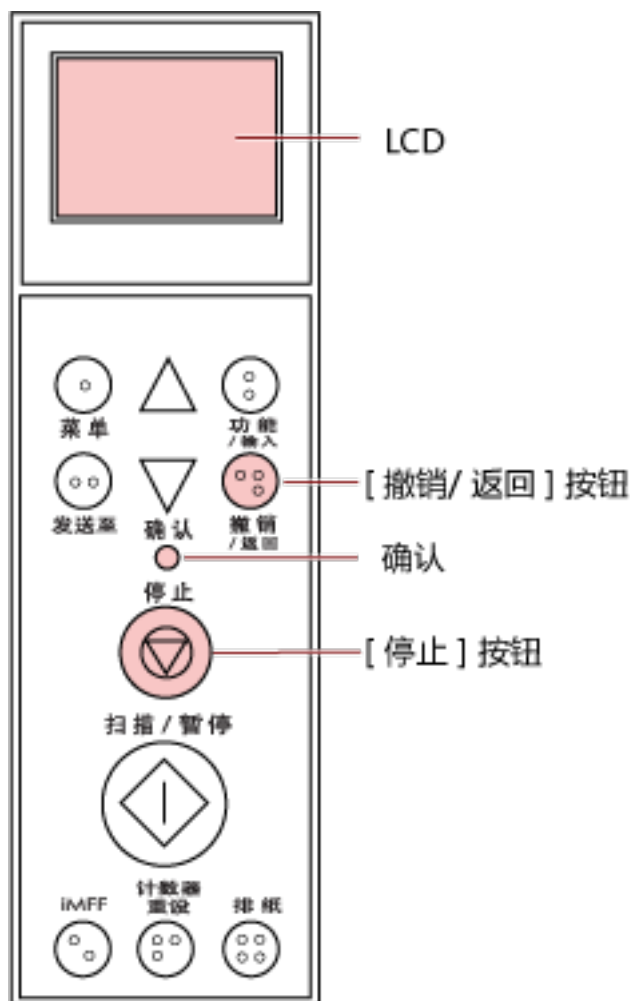 LCD
菜单
功能
/输入
发送至
确认
撤销
/返回
[ 撤销/ 返回 ] 按钮
确认
停止
[ 停止 ] 按钮
扫描/暂停
iMFF
计数器
重设
排纸